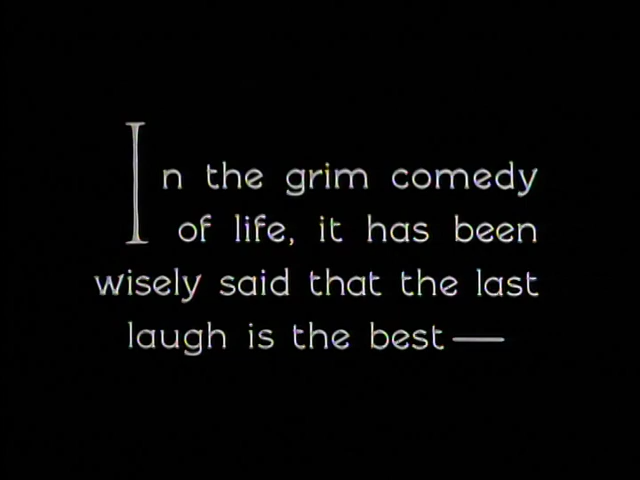 In the grim comedy
of life, it has been
wisely said that the last
laugh is the best—